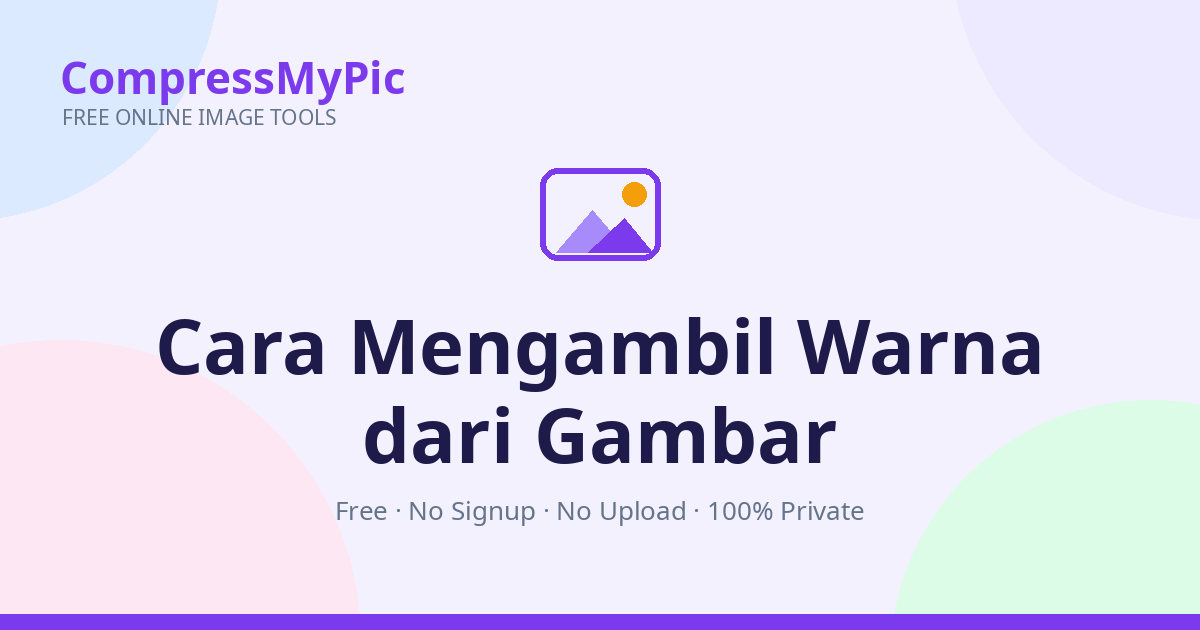 CompressMyPic
FREE ONLINE IMAGE TOOLS
Cara Mengambil Warna
dari Gambar
Free · No Signup · No Upload · 100% Private